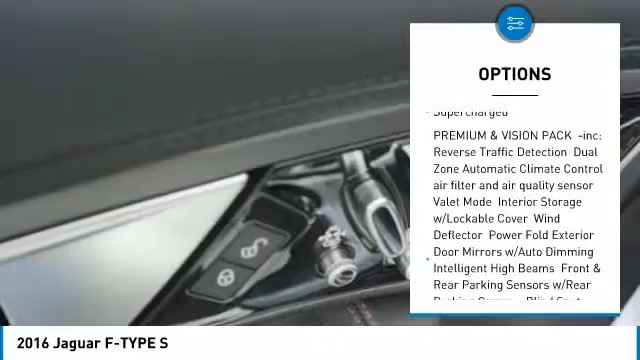 OPTIONS
- Supercharged
PREMIUM & VISION PACK -inc:
Reverse Traffic Detection Dual
Zone Automatic Climate Control
air filter and air quality sensor
Valet Mode Interior Storage
w/Lockable Cover Wind
Deflector Power Fold Exterior
Door Mirrors w/Auto Dimming
Intelligent High Beams Front &
Rear Parking Sensors w/Rear
2016 Jaguar F-TYPE S